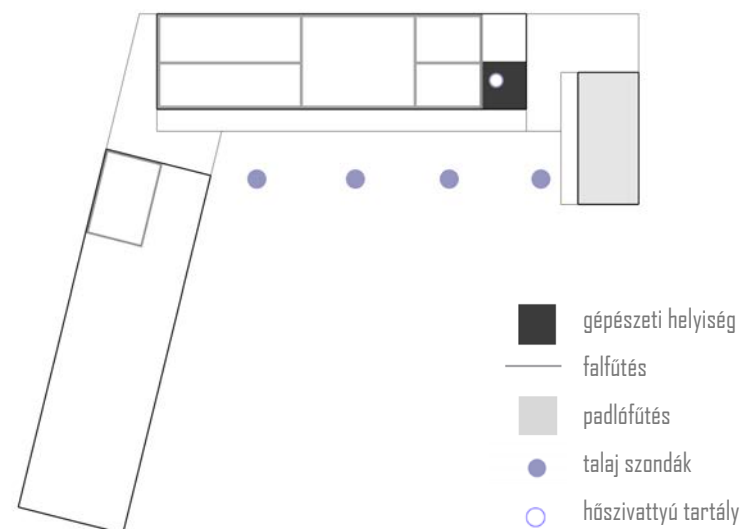 gépészeti helyiség
falfűtés
padlófűtés
talaj szondák
hőszivattyú tartály